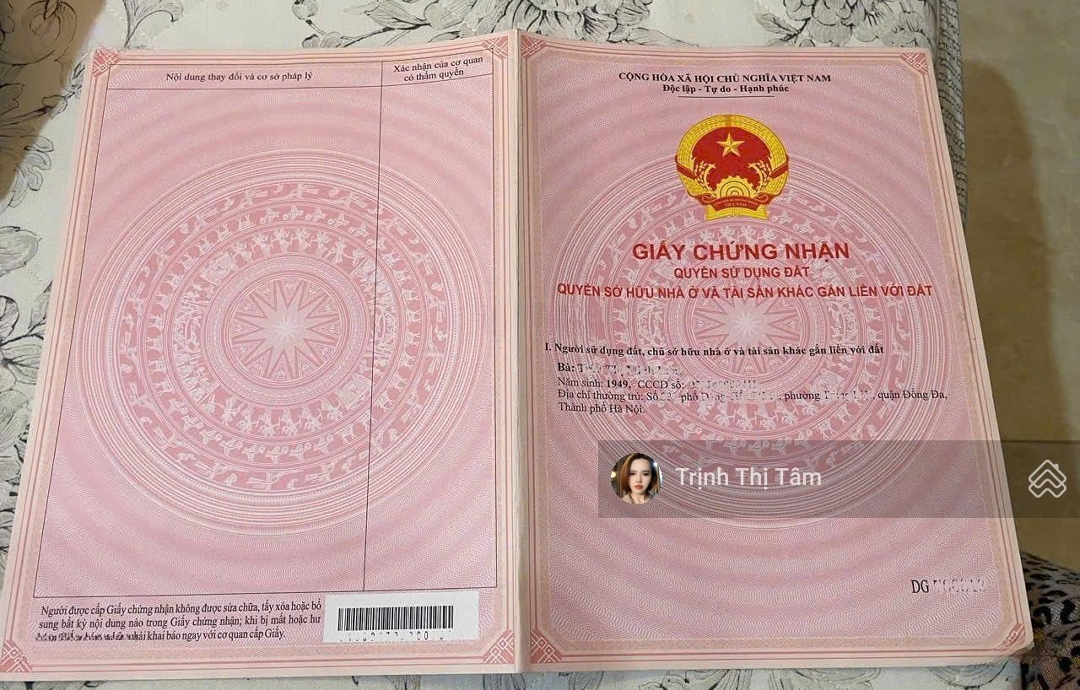 Nội dung thay đổi và cơ sở pháp lý
Xác nhận của cơ quan
có thẩm quyền
Người được cấp Giấy chứng nhận không được sửa chữa, tẩy xóa hoặc bổ
sung bất kỳ nội dung nào trong Giấy chứng nhận; khi bị mất hoặc hư
phải khai báo ngay với cơ quan cấp Giấy.
CỘNG HÒA XÃ HỘI CHỦ NGHĨA VIỆT NAM
Độc lập - Tự do - Hạnh phúc
GIẤY CHỨNG NHẬN
QUYỀN SỬ DỤNG ĐẤT
QUYỀN SỞ HỮU NHÀ Ở VÀ TÀI SẢN KHÁC GẮN LIỀN VỚI ĐẤT
I. Người sử dụng đất, chủ sở hữu nhà ở và tài sản khác gắn liền với đất
Bà:
Năm sinh: 1949, CCCD số:
Địa chỉ thường trú: Số phố phường quận Đống Đa,
Thành phố Hà Nội.
Trịnh Thị Tâm
DG